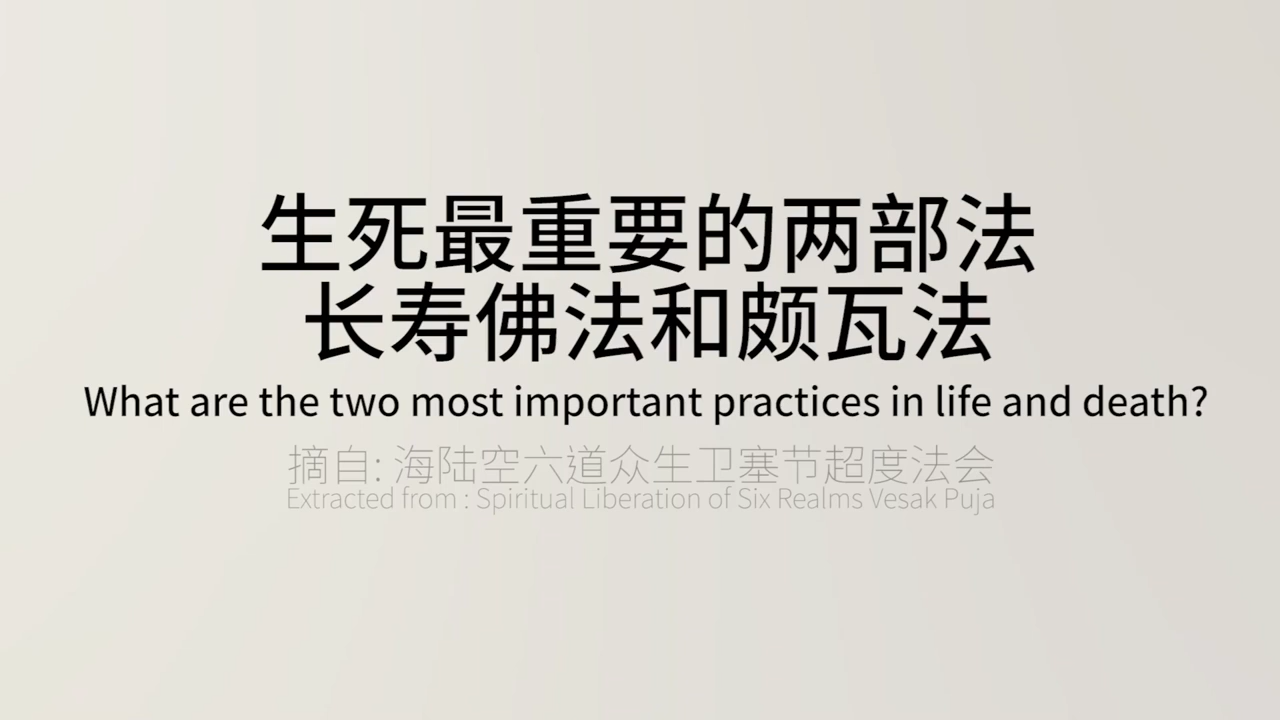 生死最重要的两部法
长寿佛法和颇瓦法
What are the two most important practices in life and death?
摘自: 海陆空六道众生卫塞节超度法会
Extracted from : Spiritual Liberation of Six Realms Vesak Puja